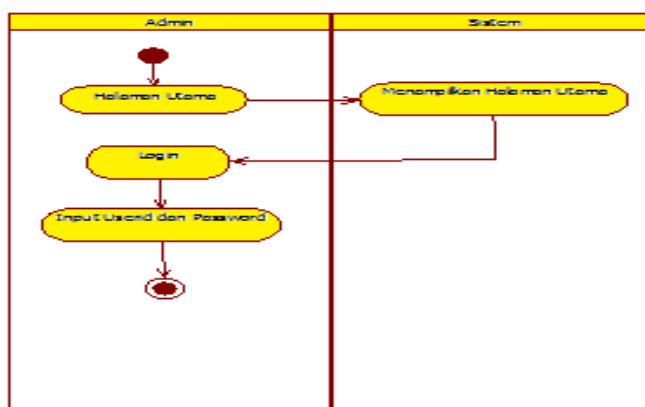 Admin
Sistem
Halaman Utama
Menampilkan Halaman Utama
Login
Input Userid dan Password